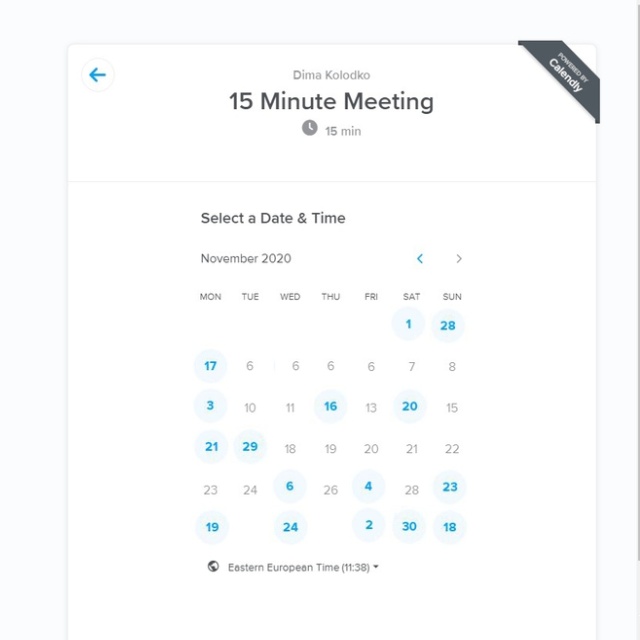 POWERED BY
Calendly
Dima Kolodko
15 Minute Meeting
15 min
Select a Date & Time
November 2020
MON TUE WED THU FRI SAT SUN
1 28
17 6 6 6 6 7 8
3 10 11 16 13 20 15
21 29 18 19 20 21 22
23 24 6 26 4 28 23
19 24 2 30 18
Eastern European Time (11:38)